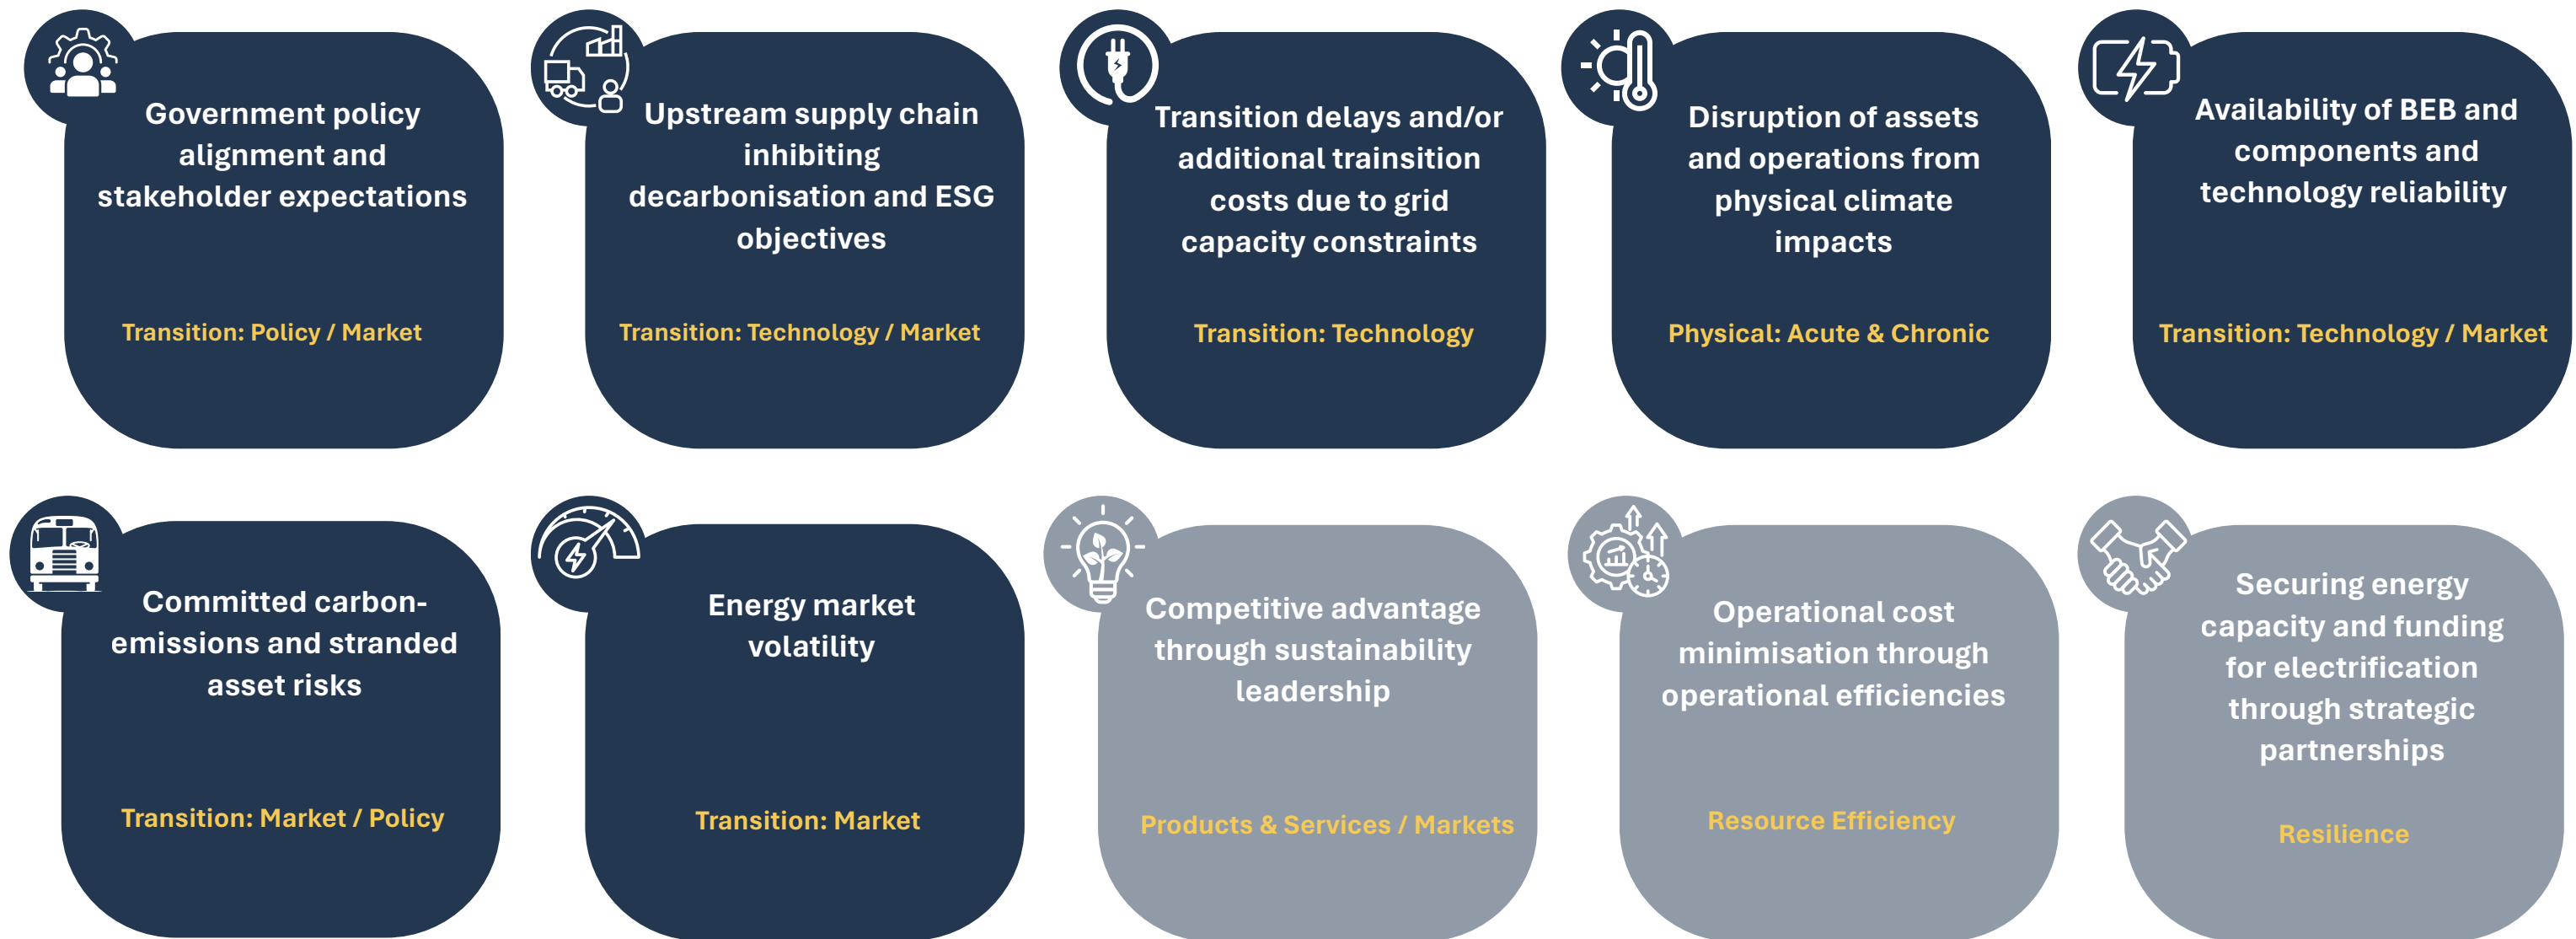 Government policy
alignment and
stakeholder expectations
Transition: Policy / Market
Upstream supply chain
inhibiting
decarbonisation and ESG
objectives
Transition: Technology / Market
Transition delays and/or
additional trainsition
costs due to grid
capacity constraints
Transition: Technology
Disruption of assets
and operations from
physical climate
impacts
Physical: Acute & Chronic
Availability of BEB and
components and
technology reliability
Transition: Technology / Market
Committed carbon-
emissions and stranded
asset risks
Transition: Market / Policy
Energy market
volatility
Transition: Market
Competitive advantage
through sustainability
leadership
Products & Services / Markets
Operational cost
minimisation through
operational efficiencies
Resource Efficiency
Securing energy
capacity and funding
for electrification
through strategic
partnerships
Resilience